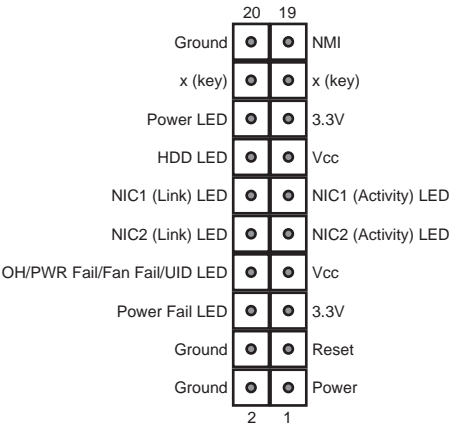 20 19
Ground NMI
x (key) x (key)
Power LED 3.3V
HDD LED Vcc
NIC1 (Link) LED NIC1 (Activity) LED
NIC2 (Link) LED NIC2 (Activity) LED
OH/PWR Fail/Fan Fail/UID LED Vcc
Power Fail LED 3.3V
Ground Reset
Ground Power
2 1